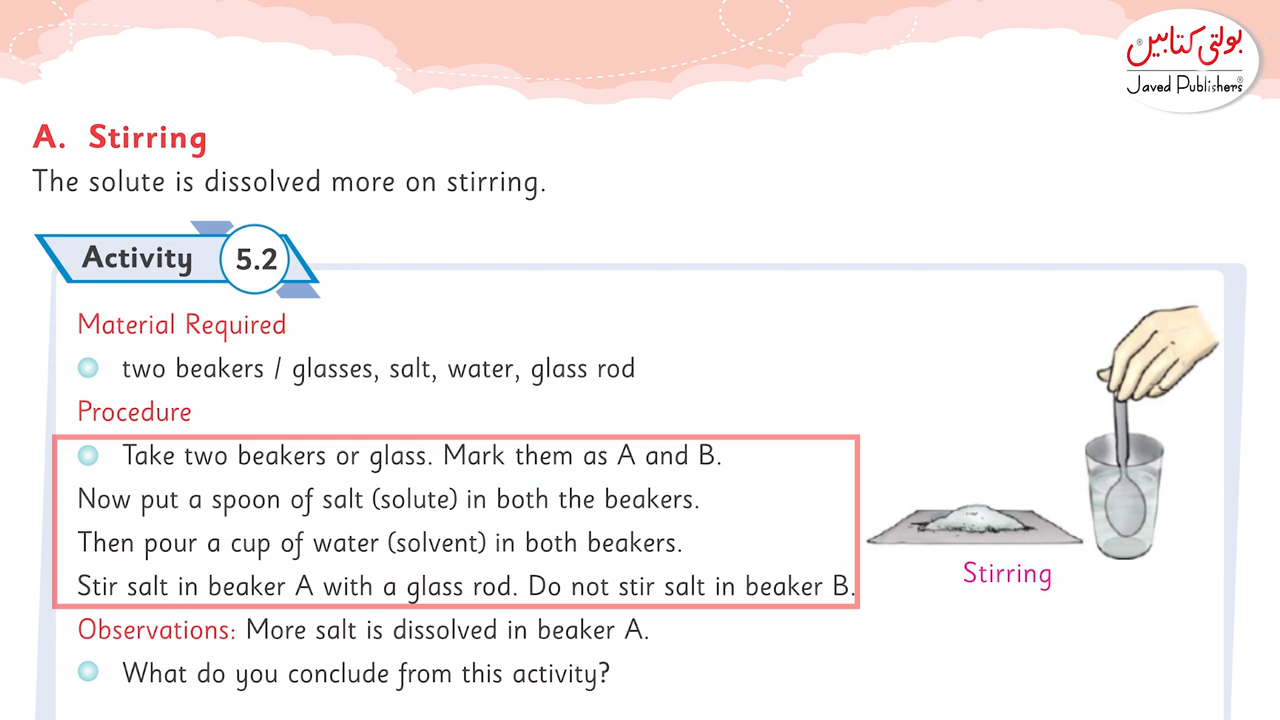 بولتی کتابیں
Javed Publishers
A. Stirring
The solute is dissolved more on stirring.
Activity 5.2
Material Required
two beakers / glasses, salt, water, glass rod
Procedure
Take two beakers or glass. Mark them as A and B.
Now put a spoon of salt (solute) in both the beakers.
Then pour a cup of water (solvent) in both beakers.
Stir salt in beaker A with a glass rod. Do not stir salt in beaker B.
Stirring
Observations: More salt is dissolved in beaker A.
What do you conclude from this activity?